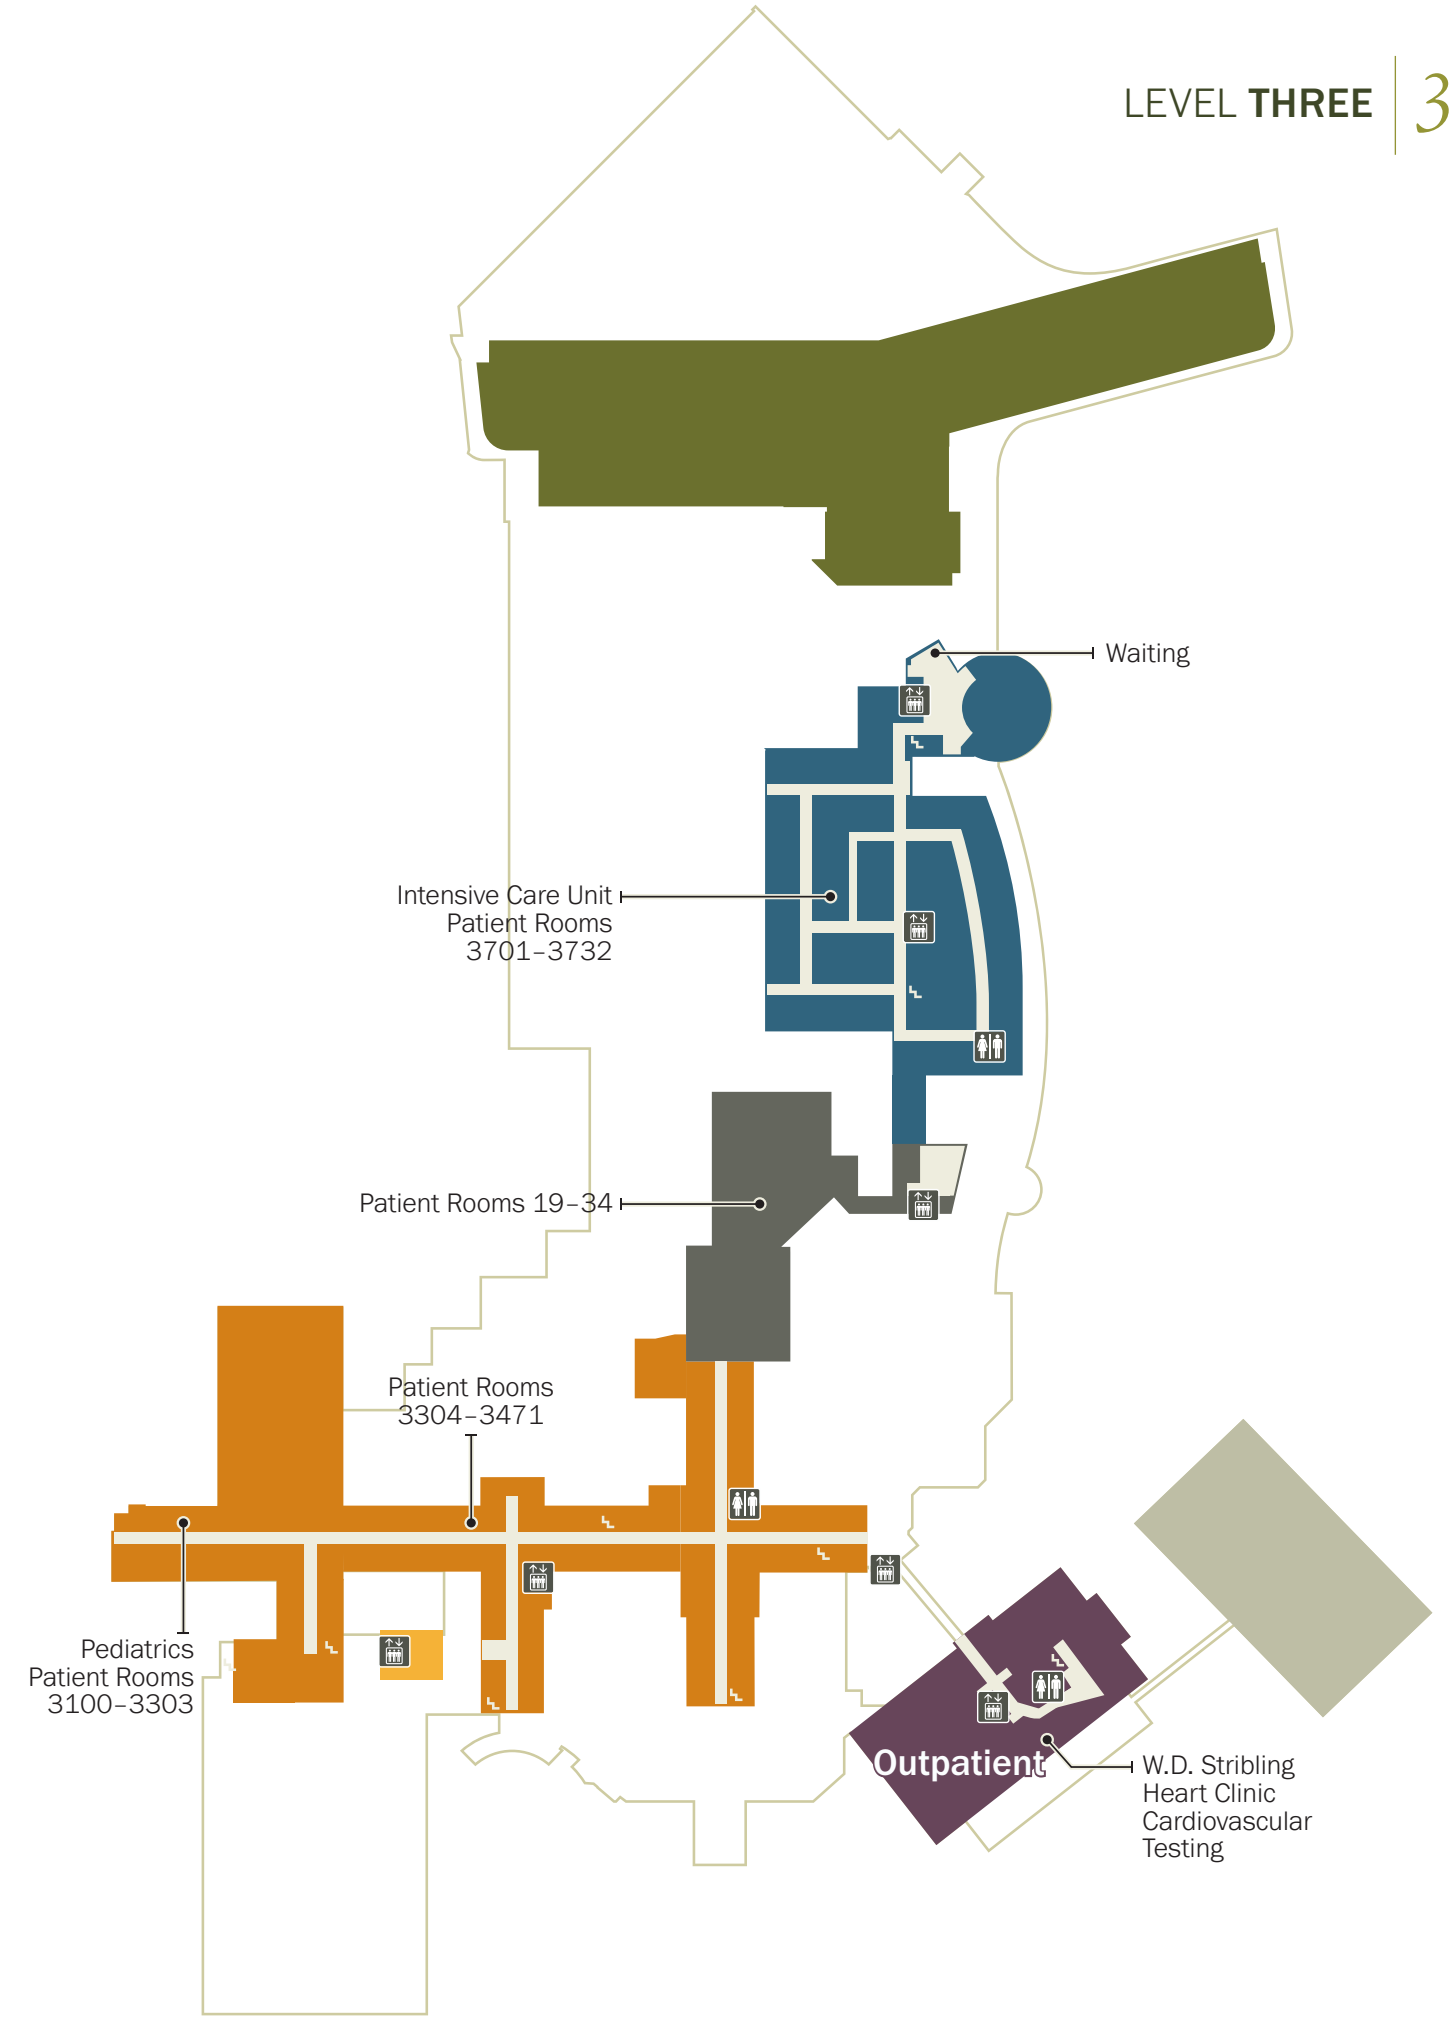 LEVEL THREE 3
Waiting
Intensive Care Unit
Patient Rooms
3701–3732
Patient Rooms 19–34
Patient Rooms
3304–3471
Pediatrics
Patient Rooms
3100–3303
Outpatient
W.D. Stribling
Heart Clinic
Cardiovascular
Testing